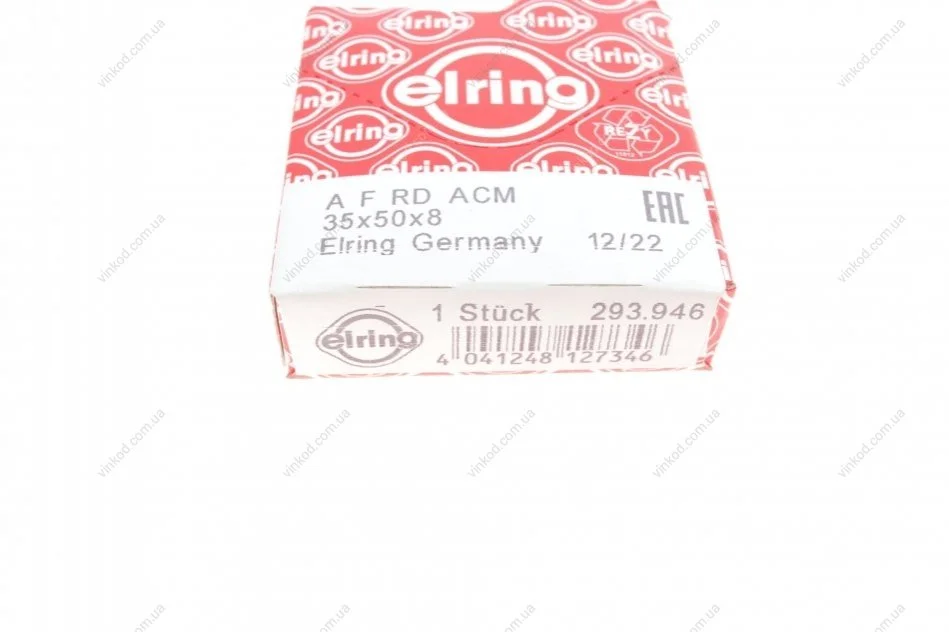 elring
REZY
A F RD ACM
EAC
35x50x8
Elring Germany 12/22
1 Stück 293.946
elring
4 041248 127346
vinkod.com.ua